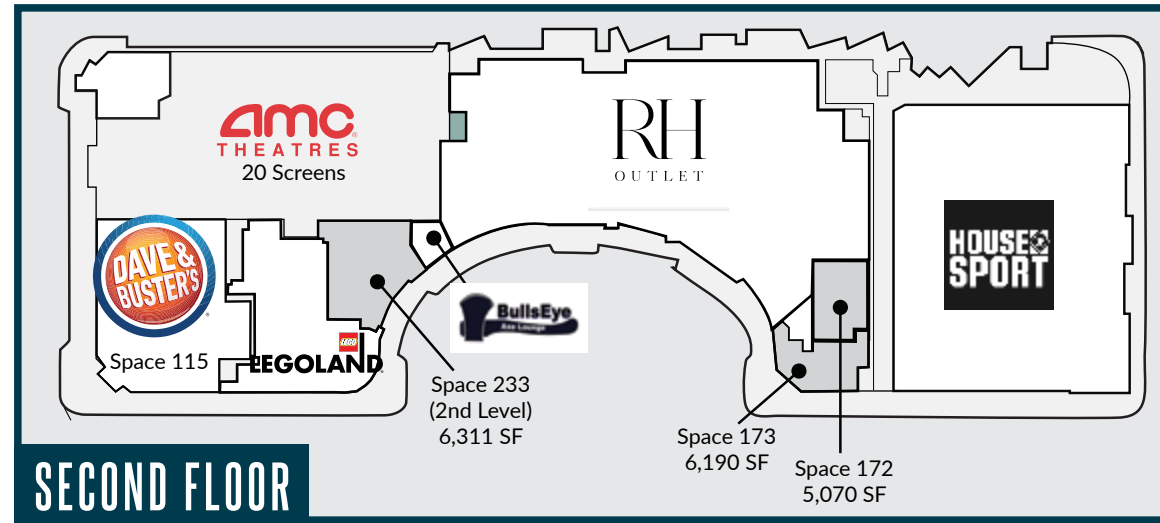 amc
THEATRES
20 Screens
RH
OUTLET
DAVE &
BUSTER'S
Space 115
LEGO
LEGOLAND
BullsEye
Axe Lounge
HOUSE OF
SPORT
Space 233
(2nd Level)
6,311 SF
Space 173
6,190 SF
Space 172
5,070 SF
SECOND FLOOR